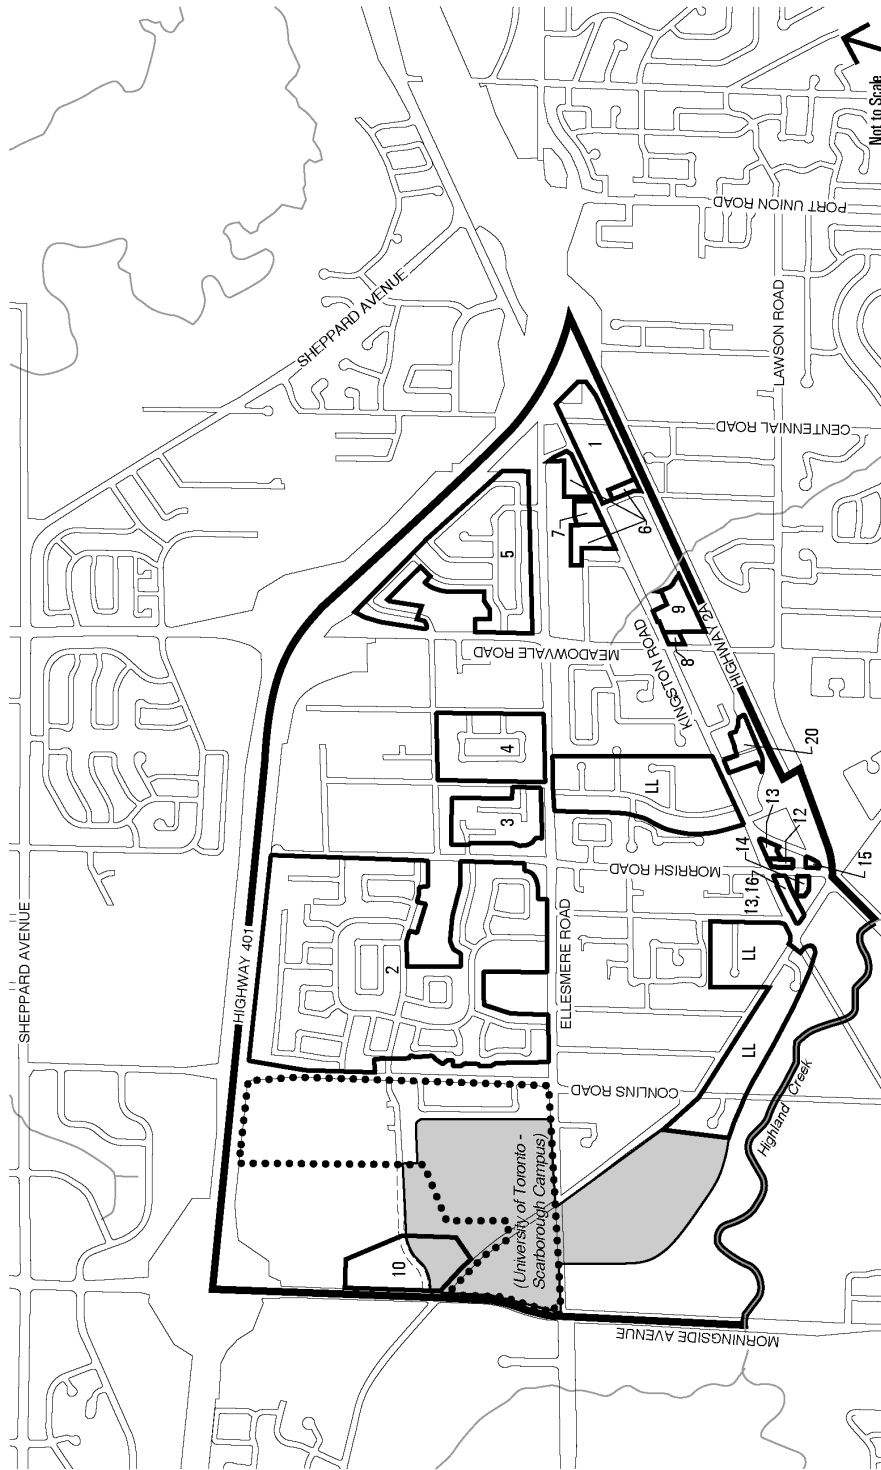 Not to Scale
PORT UNION ROAD
SHEPPARD AVENUE
LAWSON ROAD
CENTENNIAL ROAD
1
6
7
5
9
8
HIGHWAY 2A
MEADOWVALE ROAD
KINGSTON ROAD
20
4
LL
3
13
12
14
15
13,16
MORRISH ROAD
HIGHWAY 401
SHEPPARD AVENUE
2
ELLESMERE ROAD
LL
LL
CONLINS ROAD
Highland Creek
(University of Toronto -
Scarborough Campus)
10
MORNINGSIDE AVENUE